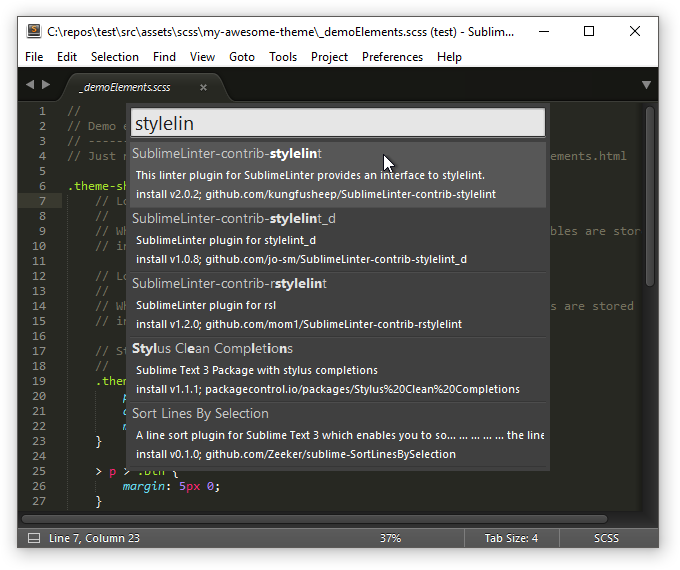 C:\repos\test\src\assets\scss\my-awesome-theme\_demoElements.scss (test) - Sublim...
File Edit Selection Find View Goto Tools Project Preferences Help
_demoElements.scss
stylelin
SublimeLinter-contrib-stylelint
This linter plugin for SublimeLinter provides an interface to stylelint.
install v2.0.2; github.com/kungfusheep/SublimeLinter-contrib-stylelint
SublimeLinter-contrib-stylelint_d
SublimeLinter plugin for stylelint_d
install v1.0.8; github.com/jo-sm/SublimeLinter-contrib-stylelint_d
SublimeLinter-contrib-rstylelint
SublimeLinter plugin for rsl
install v1.2.0; github.com/mom1/SublimeLinter-contrib-rstylelint
Stylus Clean Completions
Sublime Text 3 Package with stylus completions
install v1.1.1; packagecontrol.io/packages/Stylus%20Clean%20Completions
Sort Lines By Selection
A line sort plugin for Sublime Text 3 which enables you to so... ... ... ... ... the line
install v0.1.0; github.com/Zeeker/sublime-SortLinesBySelection
1 //
2 // Demo
3 // -------
4 // Just ements.html
5
6 .theme-sh
7 // Lo
8 //
9 // Wh bles are stor
10 // in
11
12 // Lo
13 //
14 // Wh es are stored
15 // in
16
17 // St
18 //
19 .them
20
21
22
23 }
24
25 > p > .btn {
26 margin: 5px 0;
27 }
Line 7, Column 23 37% Tab Size: 4 SCSS